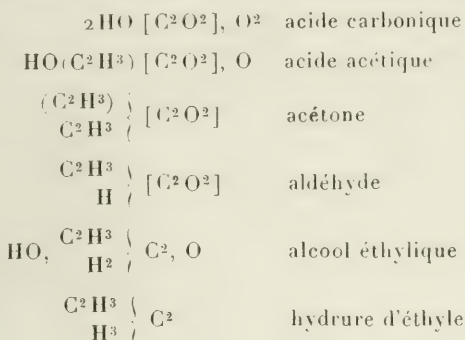 2 HO [C² O²], O² acide carbonique
HO (C² H³) [C² O²], O acide acétique
(C² H³)
C² H³ } [C² O²] acétone
C² H³
H } [C² O²] aldéhyde
HO, C² H³
H² } C², O alcool éthylique
C² H³
H³ } C² hydrure d'éthyle